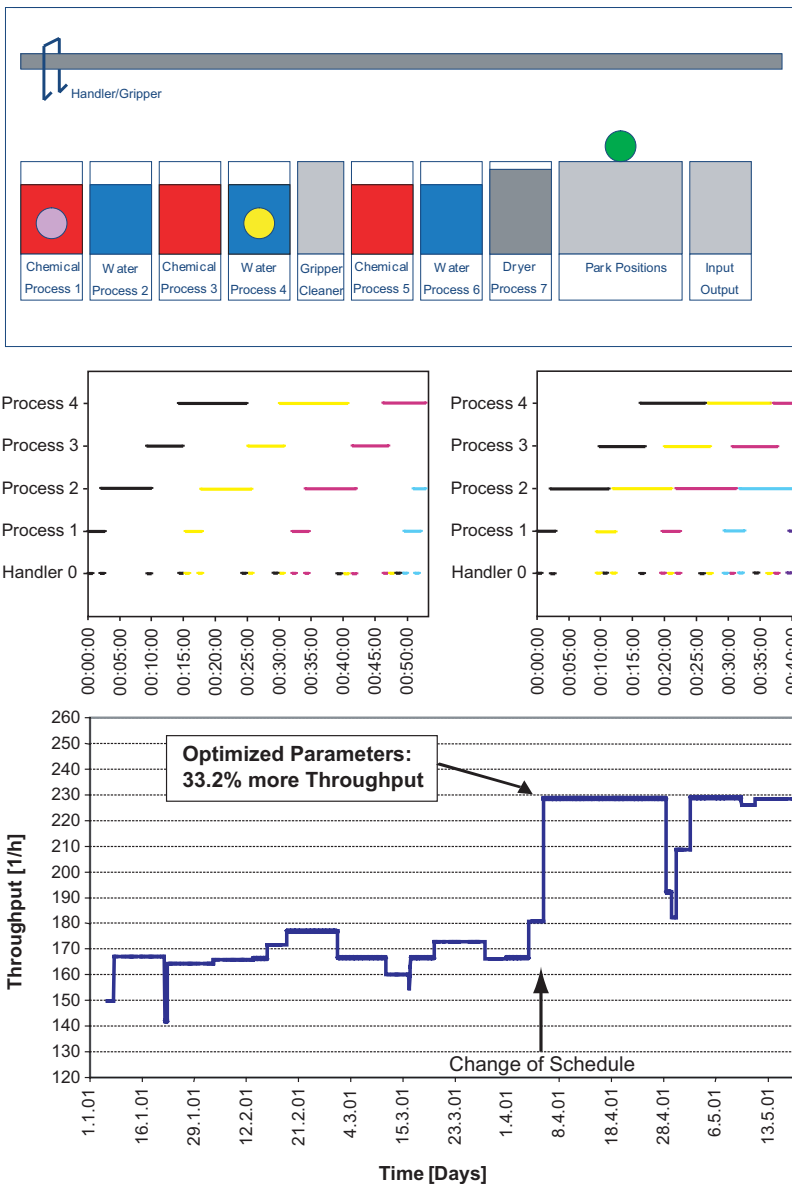 Handler/Gripper
Chemical
Process 1
Water
Process 2
Chemical
Process 3
Water
Process 4
Gripper
Cleaner
Chemical
Process 5
Water
Process 6
Dryer
Process 7
Park Positions
Input
Output
Process 4
Process 3
Process 2
Process 1
Handler 0
00:00:00
00:05:00
00:10:00
00:15:00
00:20:00
00:25:00
00:30:00
00:35:00
00:40:00
00:45:00
00:50:00
Process 4
Process 3
Process 2
Process 1
Handler 0
00:00:00
00:05:00
00:10:00
00:15:00
00:20:00
00:25:00
00:30:00
00:35:00
00:40:00
Throughput [1/h]
260
250
240
230
220
210
200
190
180
170
160
150
140
130
120
Optimized Parameters:
33.2% more Throughput
Change of Schedule
1.1.01
16.1.01
29.1.01
12.2.01
21.2.01
4.3.01
15.3.01
23.3.01
1.4.01
8.4.01
18.4.01
28.4.01
6.5.01
13.5.01
Time [Days]